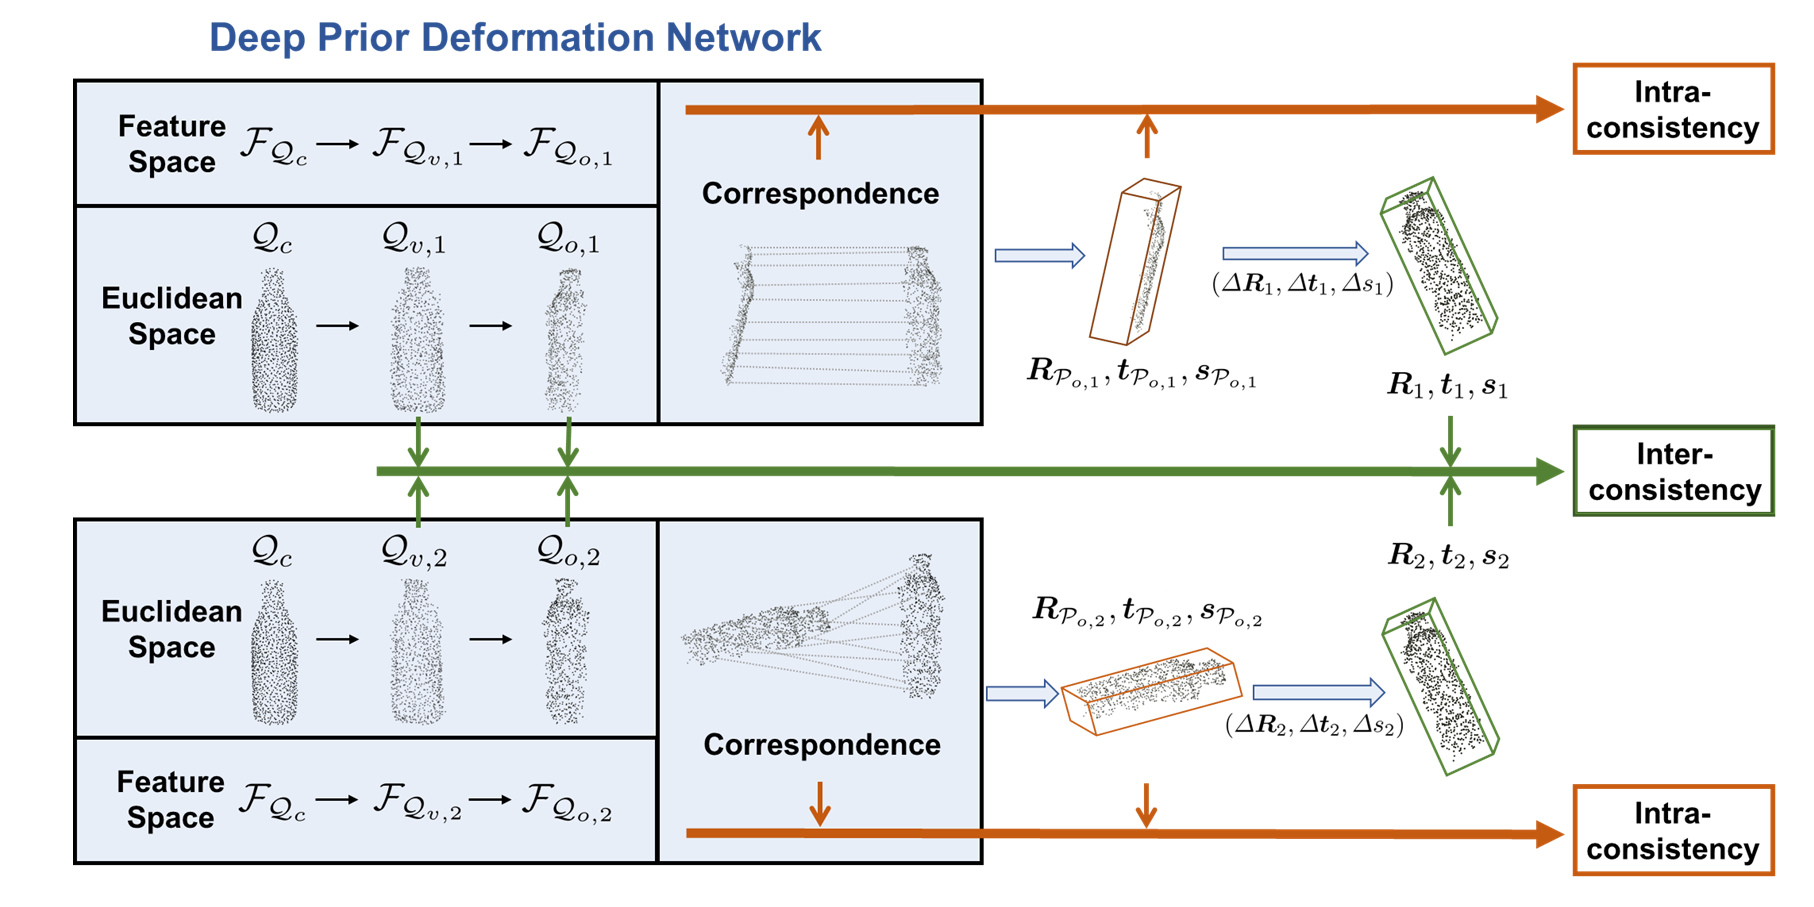 Deep Prior Deformation Network
Feature
Space
$\mathcal{F}_{\mathcal{Q}_c} \rightarrow \mathcal{F}_{\mathcal{Q}_{v,1}} \rightarrow \mathcal{F}_{\mathcal{Q}_{o,1}}$
$\mathcal{Q}_c$ $\mathcal{Q}_{v,1}$ $\mathcal{Q}_{o,1}$
Euclidean
Space
Correspondence
$(\Delta \boldsymbol{R}_1, \Delta \boldsymbol{t}_1, \Delta s_1)$
$\boldsymbol{R}_{\mathcal{P}_{o,1}}, \boldsymbol{t}_{\mathcal{P}_{o,1}}, \boldsymbol{s}_{\mathcal{P}_{o,1}}$
$\boldsymbol{R}_1, \boldsymbol{t}_1, \boldsymbol{s}_1$
Intra-
consistency
Inter-
consistency
$\mathcal{Q}_c$ $\mathcal{Q}_{v,2}$ $\mathcal{Q}_{o,2}$
Euclidean
Space
Correspondence
Feature
Space
$\mathcal{F}_{\mathcal{Q}_c} \rightarrow \mathcal{F}_{\mathcal{Q}_{v,2}} \rightarrow \mathcal{F}_{\mathcal{Q}_{o,2}}$
$\boldsymbol{R}_{\mathcal{P}_{o,2}}, \boldsymbol{t}_{\mathcal{P}_{o,2}}, \boldsymbol{s}_{\mathcal{P}_{o,2}}$
$(\Delta \boldsymbol{R}_2, \Delta \boldsymbol{t}_2, \Delta s_2)$
$\boldsymbol{R}_2, \boldsymbol{t}_2, \boldsymbol{s}_2$
Intra-
consistency